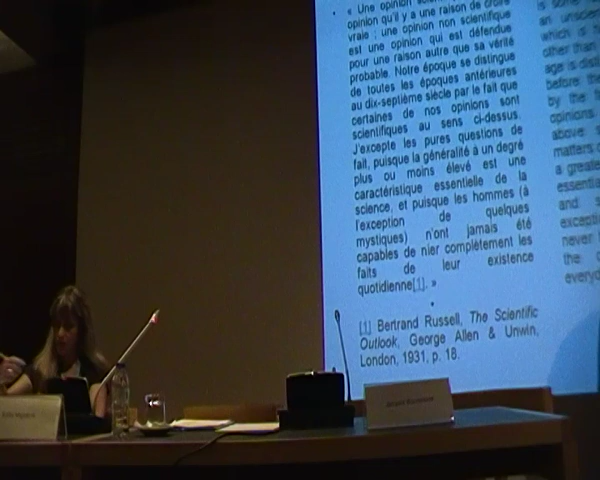 « Une opinion
opinion qu'il y a une raison de croire
vraie ; une opinion non scientifique
est une opinion qui est défendue
pour une raison autre que sa vérité
probable. Notre époque se distingue
de toutes les époques antérieures
au dix-septième siècle par le fait que
certaines de nos opinions sont
scientifiques au sens ci-dessus.
J'excepte les pures questions de
fait, puisque la généralité à un degré
plus ou moins élevé est une
caractéristique essentielle de la
science, et puisque les hommes (à
l'exception de quelques
mystiques) n'ont jamais été
capables de nier complètement les
faits de leur existence
quotidienne[1]. »
[1] Bertrand Russell, The Scientific
Outlook, George Allen & Unwin,
London, 1931, p. 18.
is some
an unscien
which is h
other than
age is dist
before the
by the f
opinions
above s
matters o
a greate
essentia
and s
exceptio
never
the
everyd